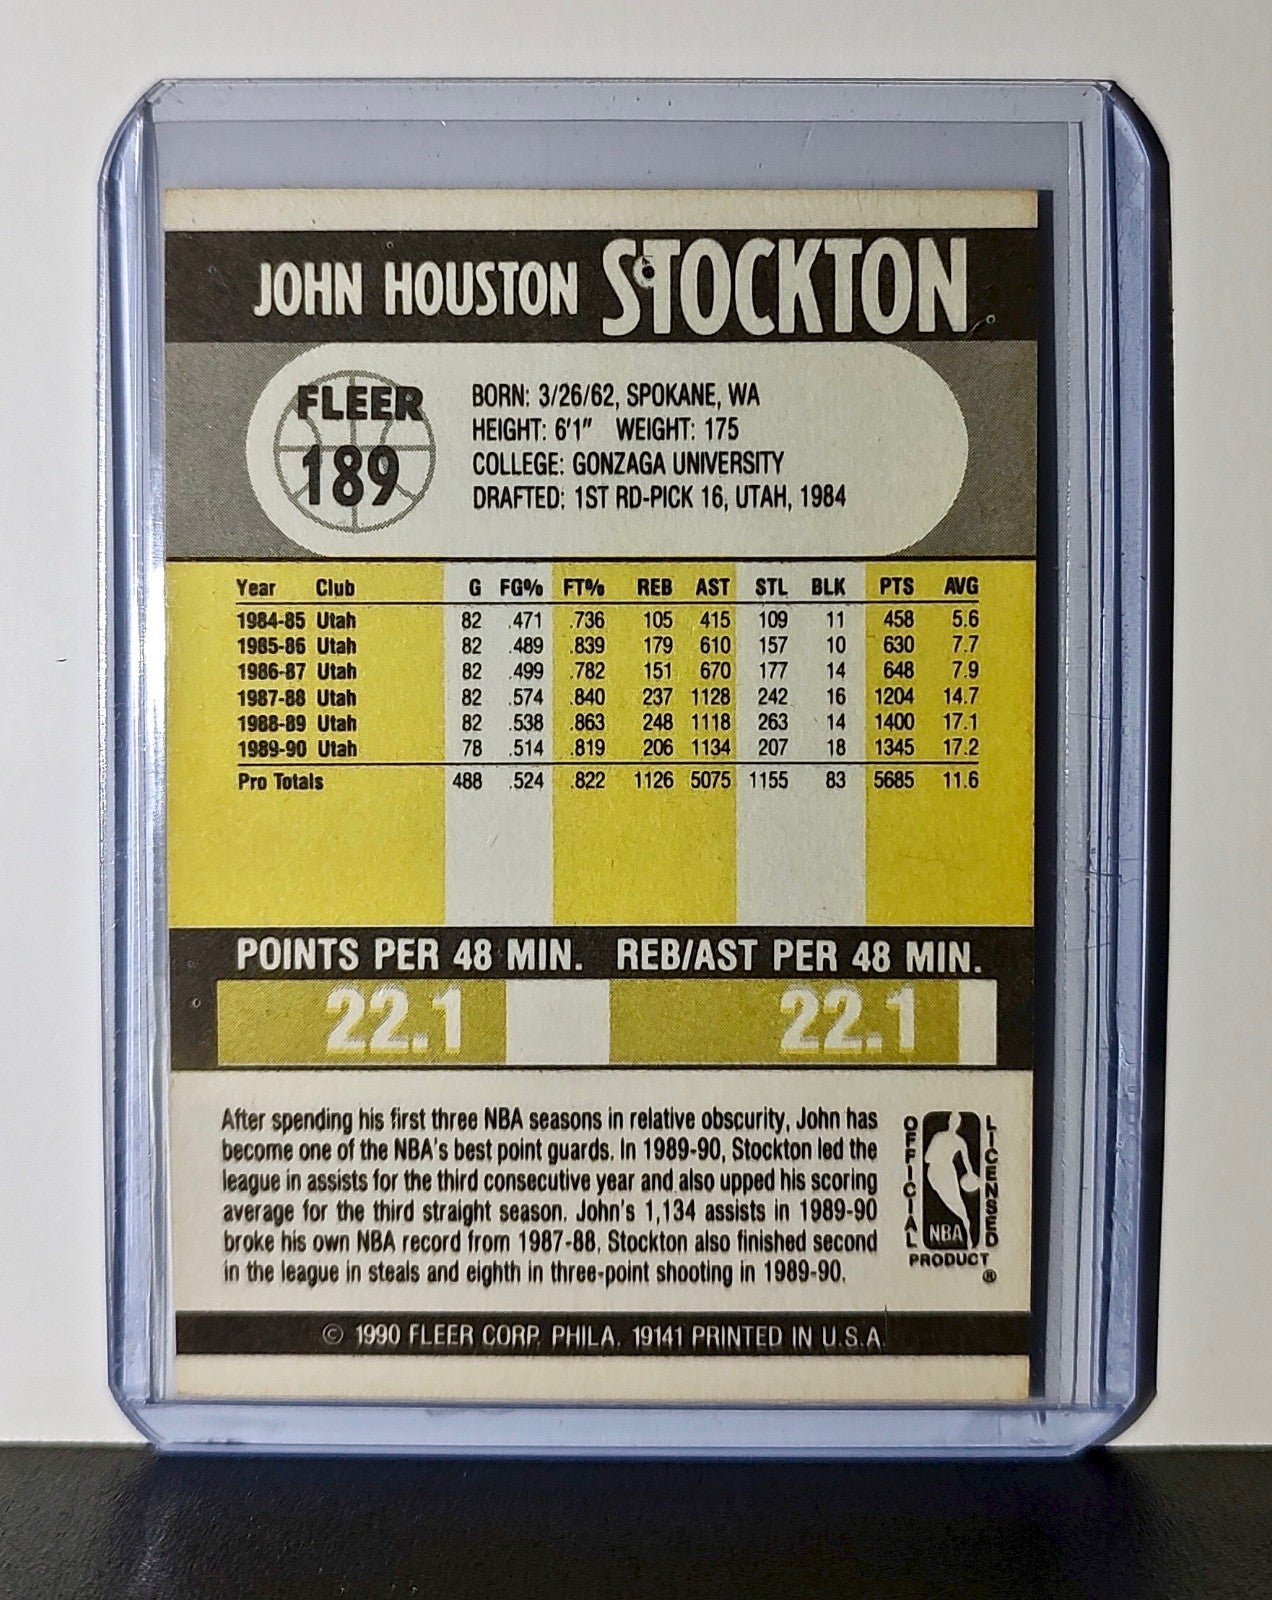 JOHN HOUSTON STOCKTON
FLEER
189
BORN: 3/26/62, SPOKANE, WA
HEIGHT: 6'1" WEIGHT: 175
COLLEGE: GONZAGA UNIVERSITY
DRAFTED: 1ST RD-PICK 16, UTAH, 1984
Year Club G FG% FT% REB AST STL BLK PTS AVG
1984-85 Utah 82 .471 .736 105 415 109 11 458 5.6
1985-86 Utah 82 .489 .839 179 610 157 10 630 7.7
1986-87 Utah 82 .499 .782 151 670 177 14 648 7.9
1987-88 Utah 82 .574 .840 237 1128 242 16 1204 14.7
1988-89 Utah 82 .538 .863 248 1118 263 14 1400 17.1
1989-90 Utah 78 .514 .819 206 1134 207 18 1345 17.2
Pro Totals 488 .524 .822 1126 5075 1155 83 5685 11.6
POINTS PER 48 MIN. REB/AST PER 48 MIN.
22.1 22.1
After spending his first three NBA seasons in relative obscurity, John has
become one of the NBA's best point guards. In 1989-90, Stockton led the
league in assists for the third consecutive year and also upped his scoring
average for the third straight season. John's 1,134 assists in 1989-90
broke his own NBA record from 1987-88. Stockton also finished second
in the league in steals and eighth in three-point shooting in 1989-90.
OFFICIAL
LICENSED
NBA
PRODUCT
®
© 1990 FLEER CORP. PHILA. 19141 PRINTED IN U.S.A.